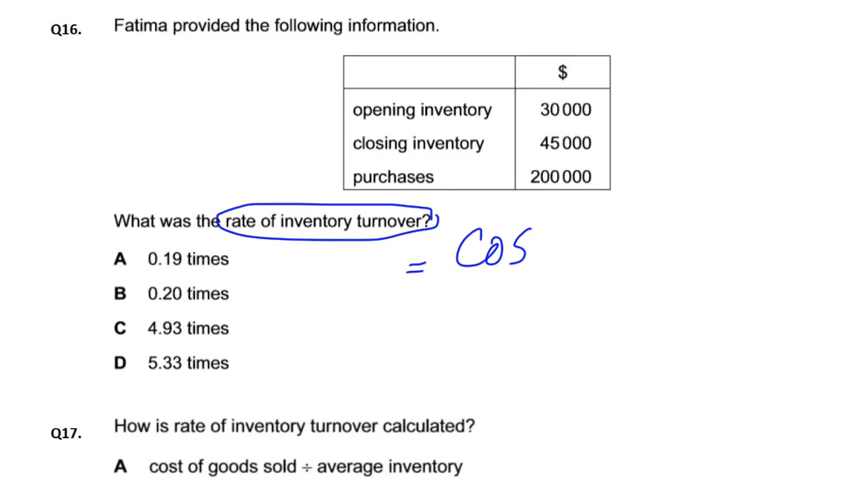 Q16. Fatima provided the following information.
$
opening inventory 30 000
closing inventory 45 000
purchases 200 000
What was the rate of inventory turnover?
A 0.19 times
= COS
B 0.20 times
C 4.93 times
D 5.33 times
Q17. How is rate of inventory turnover calculated?
A cost of goods sold ÷ average inventory